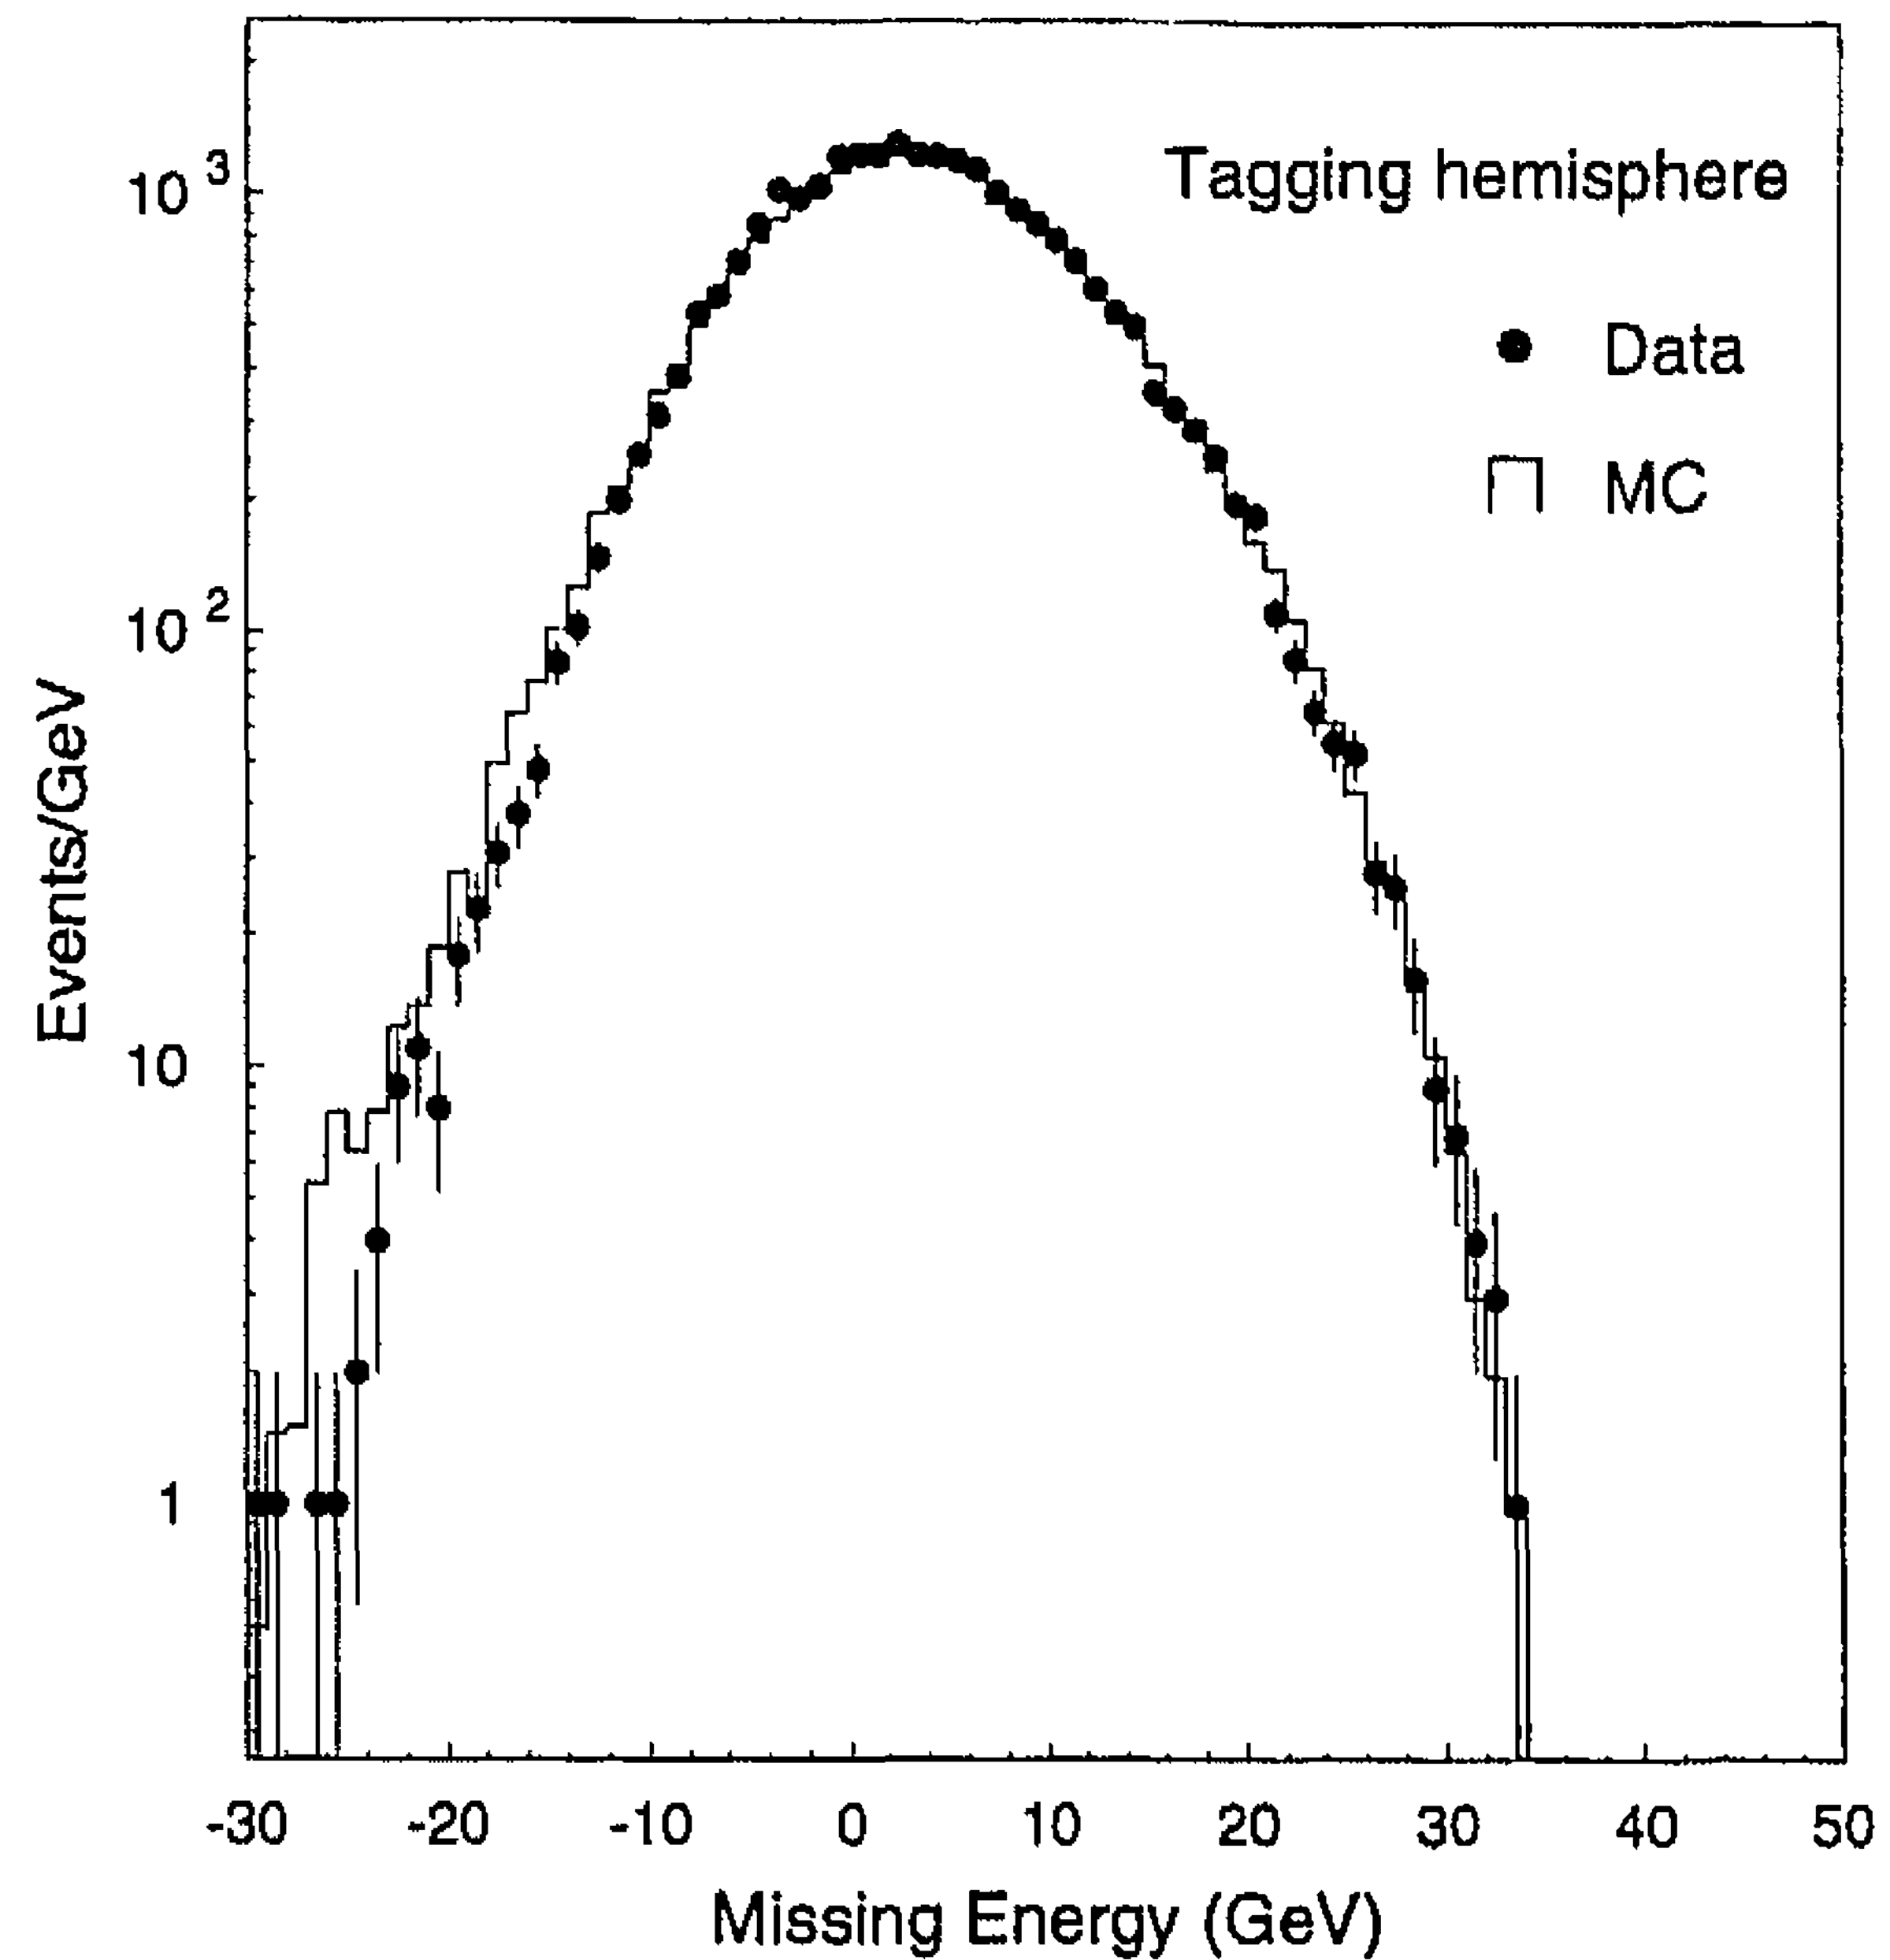 Tagging hemisphere
Data
MC
10³
10²
10
1
Events/GeV
-30 -20 -10 0 10 20 30 40 50
Missing Energy (GeV)